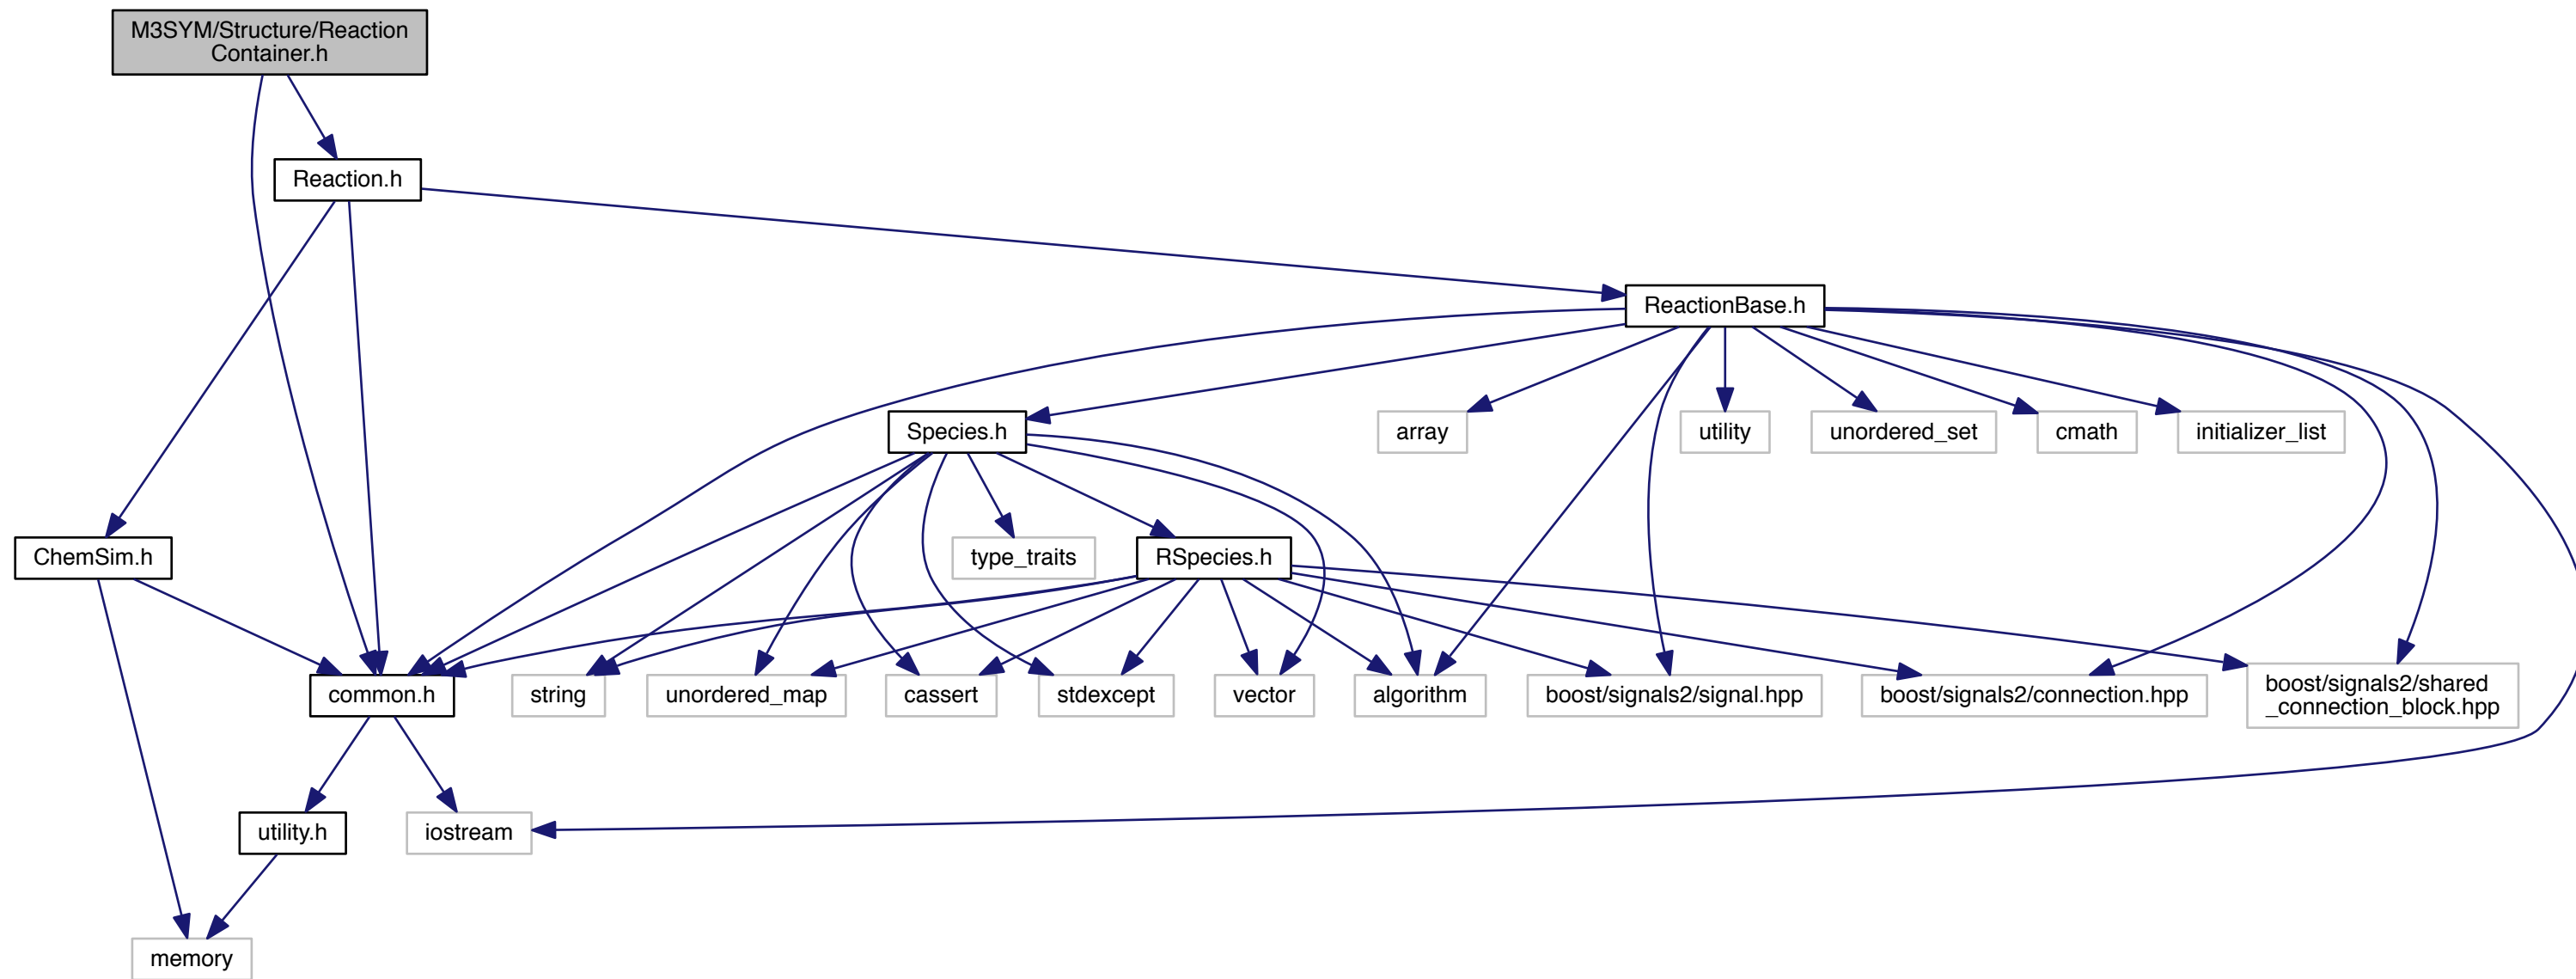 M3SYM/Structure/Reaction
Container.h
Reaction.h
ReactionBase.h
Species.h
array
utility
unordered_set
cmath
initializer_list
ChemSim.h
type_traits
RSpecies.h
common.h
string
unordered_map
cassert
stdexcept
vector
algorithm
boost/signals2/signal.hpp
boost/signals2/connection.hpp
boost/signals2/shared
_connection_block.hpp
utility.h
iostream
memory